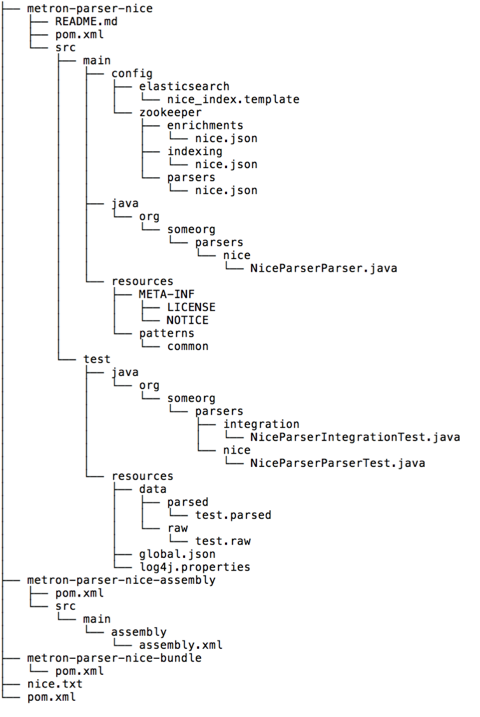 ├── metron-parser-nice
│   ├── README.md
│   ├── pom.xml
│   └── src
│       ├── main
│       │   ├── config
│       │   │   ├── elasticsearch
│       │   │   │   └── nice_index.template
│       │   │   └── zookeeper
│       │   │       ├── enrichments
│       │   │       │   └── nice.json
│       │   │       ├── indexing
│       │   │       │   └── nice.json
│       │   │       └── parsers
│       │   │           └── nice.json
│       │   ├── java
│       │   │   └── org
│       │   │       └── someorg
│       │   │           └── parsers
│       │   │               └── nice
│       │   │                   └── NiceParserParser.java
│       │   └── resources
│       │       ├── META-INF
│       │       │   ├── LICENSE
│       │       │   └── NOTICE
│       │       └── patterns
│       │           └── common
│       └── test
│           ├── java
│           │   └── org
│           │       └── someorg
│           │           └── parsers
│           │               ├── integration
│           │               │   └── NiceParserIntegrationTest.java
│           │               └── nice
│           │                   └── NiceParserParserTest.java
│           └── resources
│               ├── data
│               │   ├── parsed
│               │   │   └── test.parsed
│               │   └── raw
│               │       └── test.raw
│               ├── global.json
│               └── log4j.properties
├── metron-parser-nice-assembly
│   ├── pom.xml
│   └── src
│       └── main
│           └── assembly
│               └── assembly.xml
├── metron-parser-nice-bundle
│   └── pom.xml
├── nice.txt
└── pom.xml